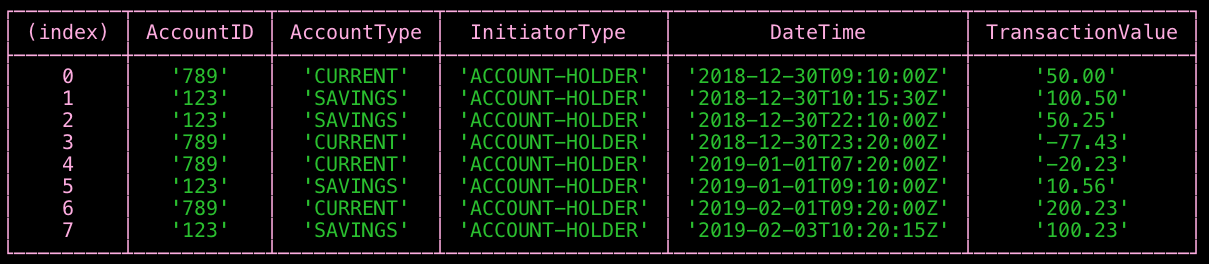 (index) AccountID AccountType InitiatorType DateTime TransactionValue
0 '789' 'CURRENT' 'ACCOUNT-HOLDER' '2018-12-30T09:10:00Z' '50.00'
1 '123' 'SAVINGS' 'ACCOUNT-HOLDER' '2018-12-30T10:15:30Z' '100.50'
2 '123' 'SAVINGS' 'ACCOUNT-HOLDER' '2018-12-30T22:10:00Z' '50.25'
3 '789' 'CURRENT' 'ACCOUNT-HOLDER' '2018-12-30T23:20:00Z' '-77.43'
4 '789' 'CURRENT' 'ACCOUNT-HOLDER' '2019-01-01T07:20:00Z' '-20.23'
5 '123' 'SAVINGS' 'ACCOUNT-HOLDER' '2019-01-01T09:10:00Z' '10.56'
6 '789' 'CURRENT' 'ACCOUNT-HOLDER' '2019-02-01T09:20:00Z' '200.23'
7 '123' 'SAVINGS' 'ACCOUNT-HOLDER' '2019-02-03T10:20:15Z' '100.23'